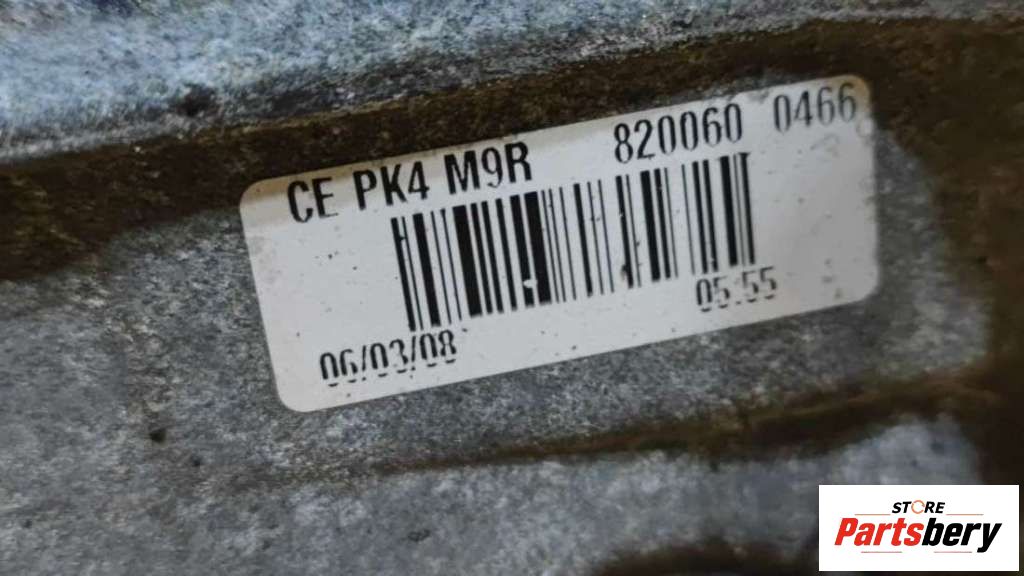 CE PK4 M9R 820060 0466
06/03/08 05:55
STORE
Partsbery